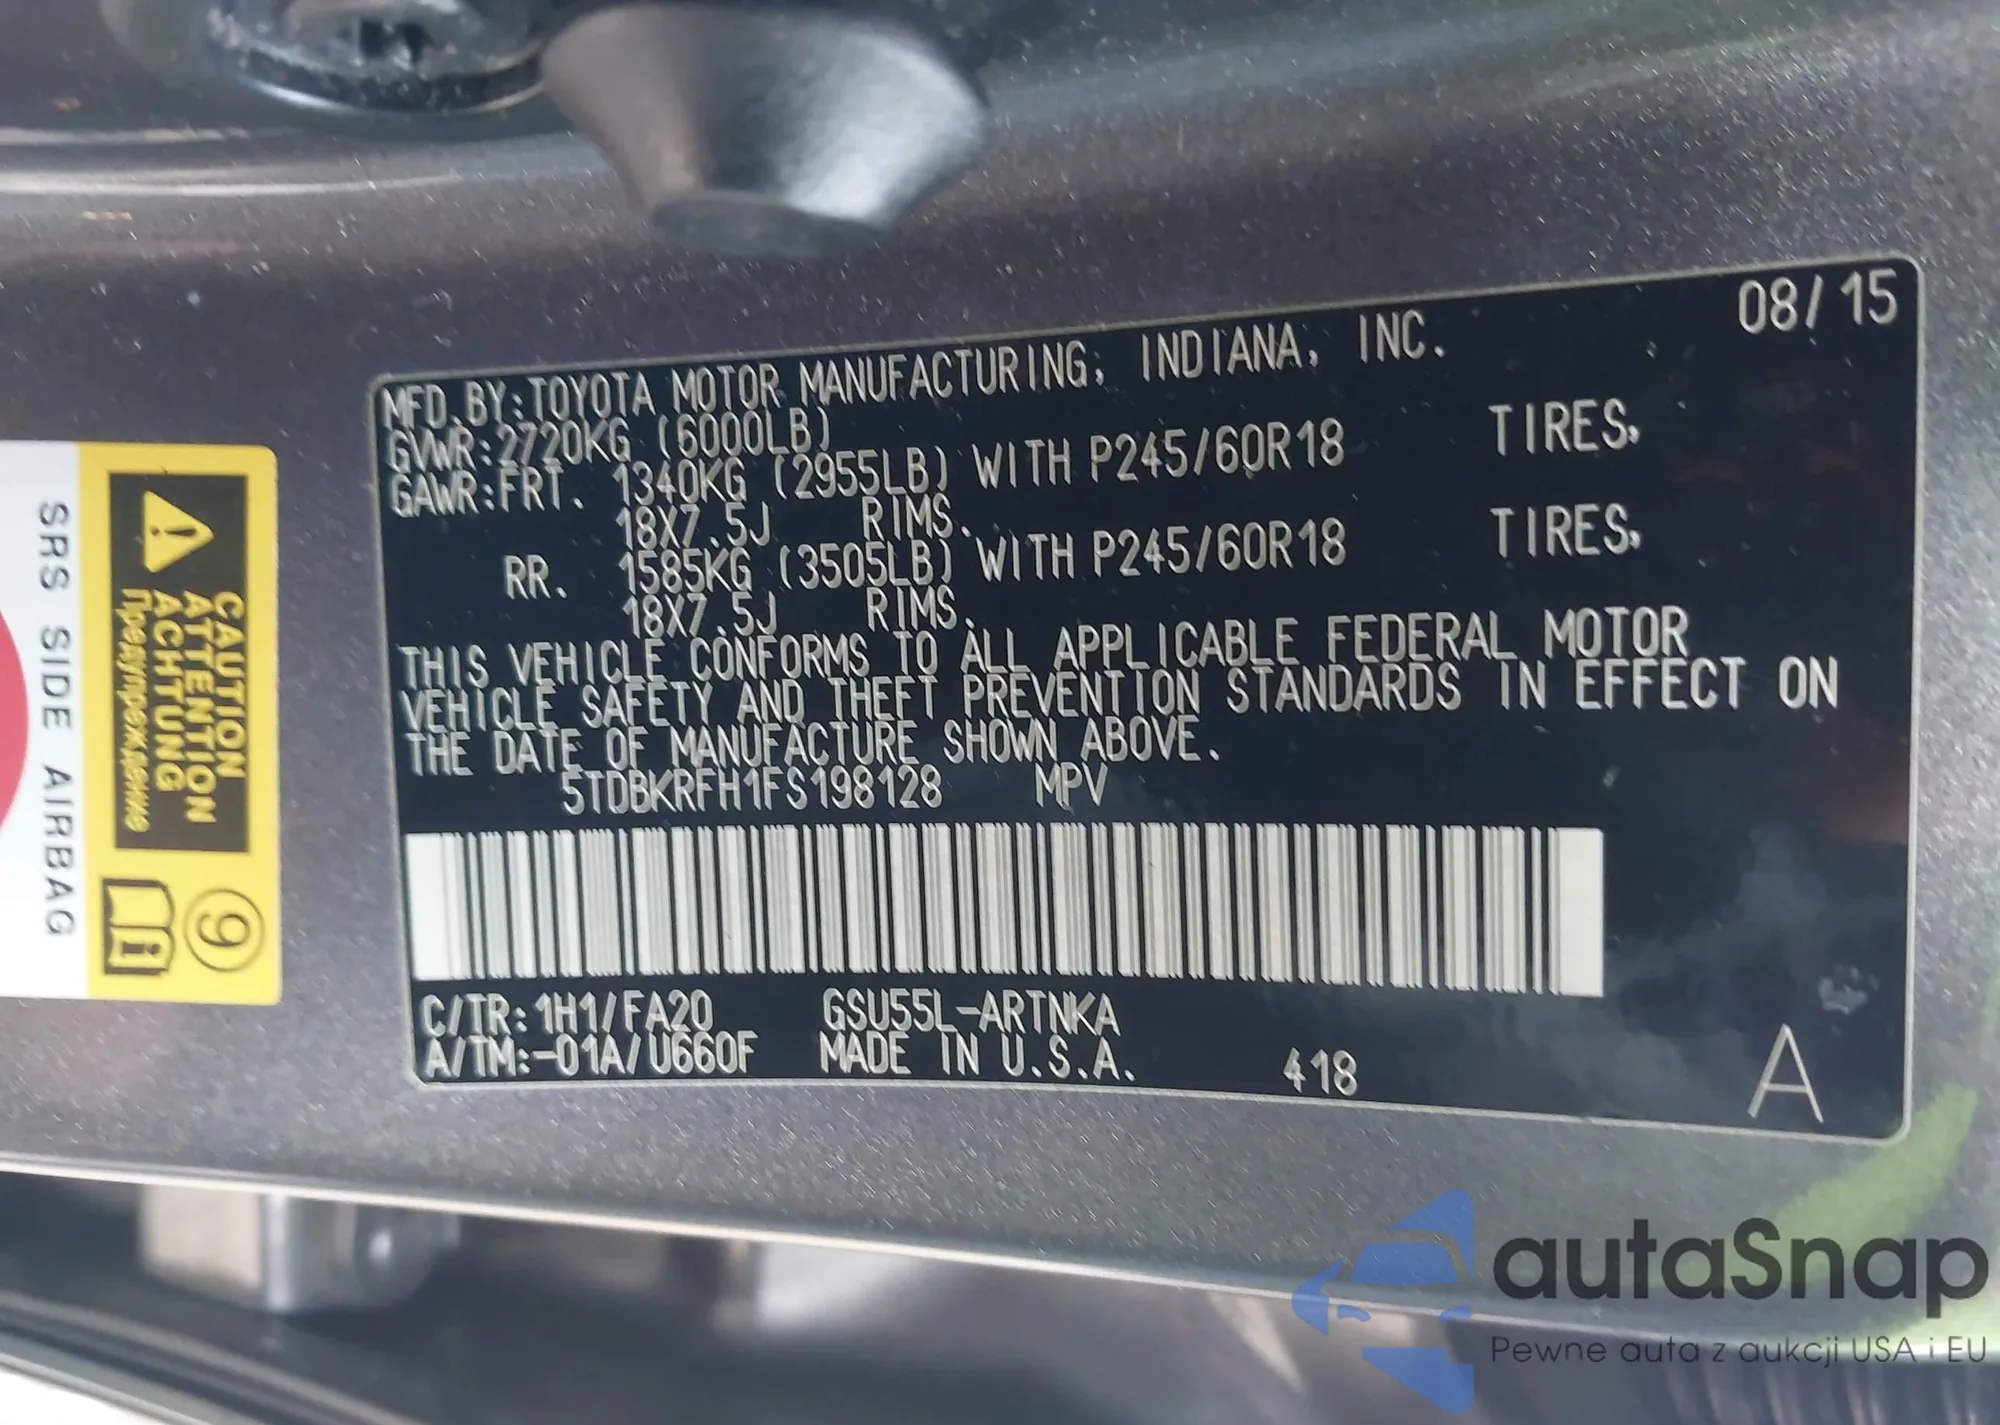 08/15
MFD.BY:TOYOTA MOTOR MANUFACTURING, INDIANA, INC.
GVWR:2720KG (6000LB)
GAWR:FRT. 1340KG (2955LB) WITH P245/60R18 TIRES,
18X7.5J RIMS.
RR. 1585KG (3505LB) WITH P245/60R18 TIRES,
18X7.5J RIMS.
THIS VEHICLE CONFORMS TO ALL APPLICABLE FEDERAL MOTOR
VEHICLE SAFETY AND THEFT PREVENTION STANDARDS IN EFFECT ON
THE DATE OF MANUFACTURE SHOWN ABOVE.
5TDBKRFH1FS198128 MPV
C/TR:1H1/FA20 GSU55L-ARTNKA
A/TM:-01A/U660F MADE IN U.S.A. 418
A
SRS SIDE AIRBAG
CAUTION
ATTENTION
ACHTUNG
Предупреждение
9
autaSnap
Pewne auta z aukcji USA i EU